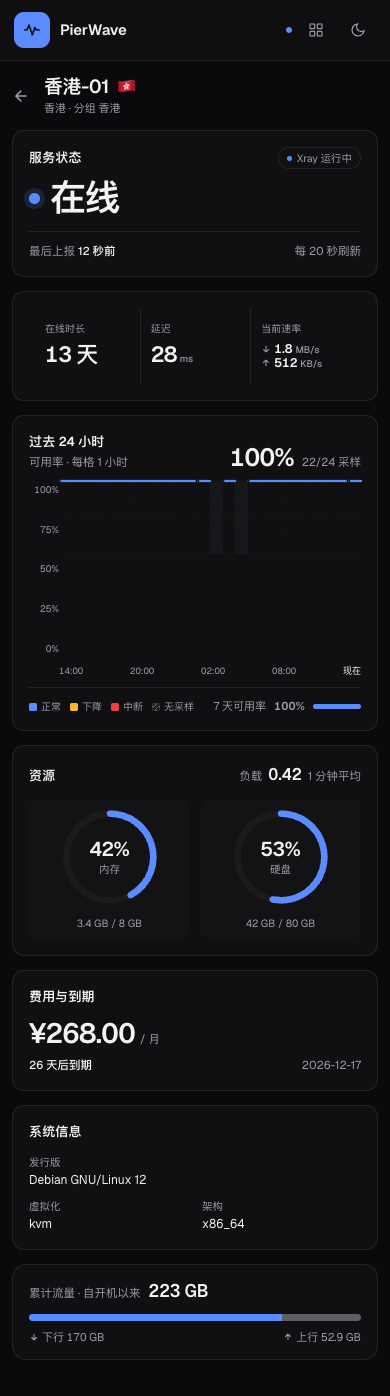 PierWave
香港-01 🇭🇰
香港 · 分组 香港
服务状态
Xray 运行中
在线
最后上报 12 秒前
每 20 秒刷新
在线时长
延迟
当前速率
13 天
28 ms
↓ 1.8 MB/s
↑ 512 KB/s
过去 24 小时
可用率 · 每格 1 小时
100% 22/24 采样
100%
75%
50%
25%
0%
14:00 20:00 02:00 08:00 现在
正常 下降 中断 无采样 7 天可用率 100%
资源
负载 0.42 1 分钟平均
42%
内存
3.4 GB / 8 GB
53%
硬盘
42 GB / 80 GB
费用与到期
¥268.00 / 月
26 天后到期
2026-12-17
系统信息
发行版
Debian GNU/Linux 12
虚拟化
架构
kvm
x86_64
累计流量 · 自开机以来 223 GB
↓ 下行 170 GB
↑ 上行 52.9 GB